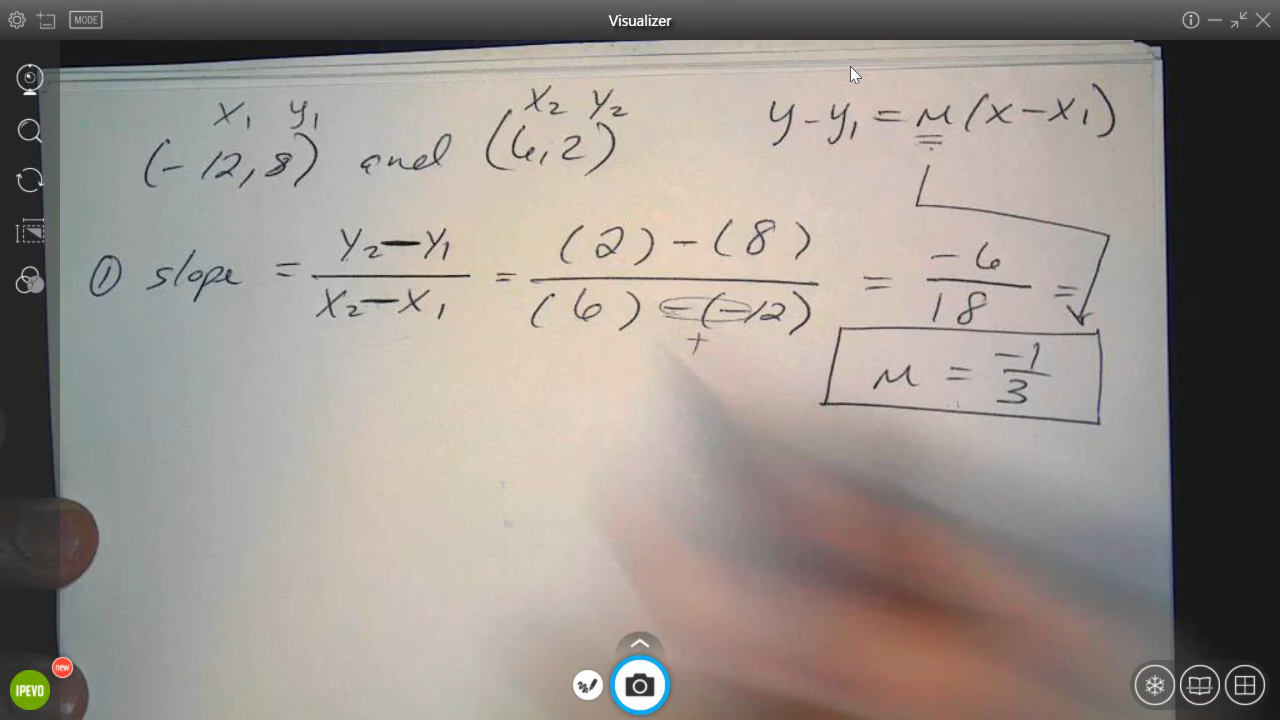 MODE
Visualizer
X₁ y₁ X₂ Y₂
(-12,8) and (6,2)
y-y₁ = m(x-x₁)
① slope = Y₂-Y₁ / X₂-X₁ = (2)-(8) / (6)-(-12) = -6 / 18 =
+
m = -1/3
new
IPEVO